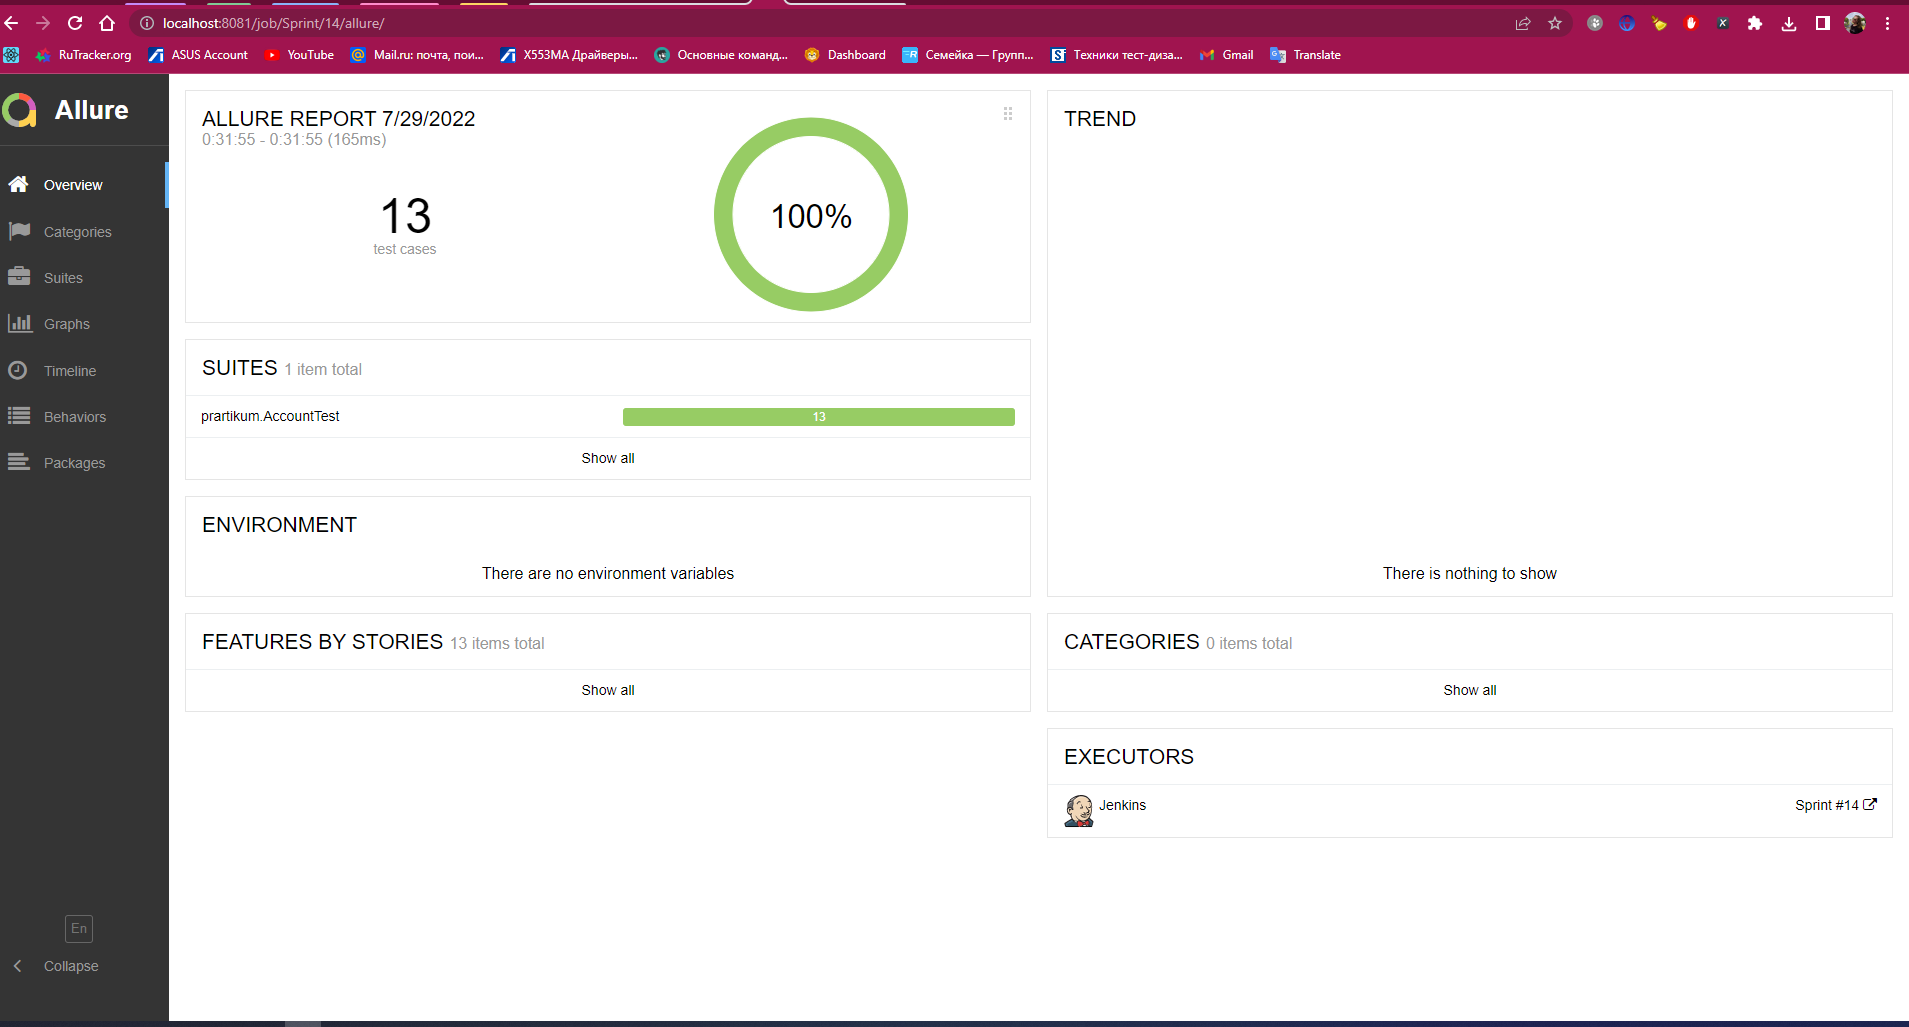 localhost:8081/job/Sprint/14/allure/
RuTracker.org
ASUS Account
YouTube
Mail.ru: почта, пои...
X553MA Драйверы...
Основные команд...
Dashboard
Семейка — Групп...
Техники тест-диза...
Gmail
Translate
Allure
Overview
Categories
Suites
Graphs
Timeline
Behaviors
Packages
En
Collapse
ALLURE REPORT 7/29/2022
0:31:55 - 0:31:55 (165ms)
13
test cases
100%
SUITES 1 item total
prartikum.AccountTest
13
Show all
ENVIRONMENT
There are no environment variables
FEATURES BY STORIES 13 items total
Show all
TREND
There is nothing to show
CATEGORIES 0 items total
Show all
EXECUTORS
Jenkins
Sprint #14